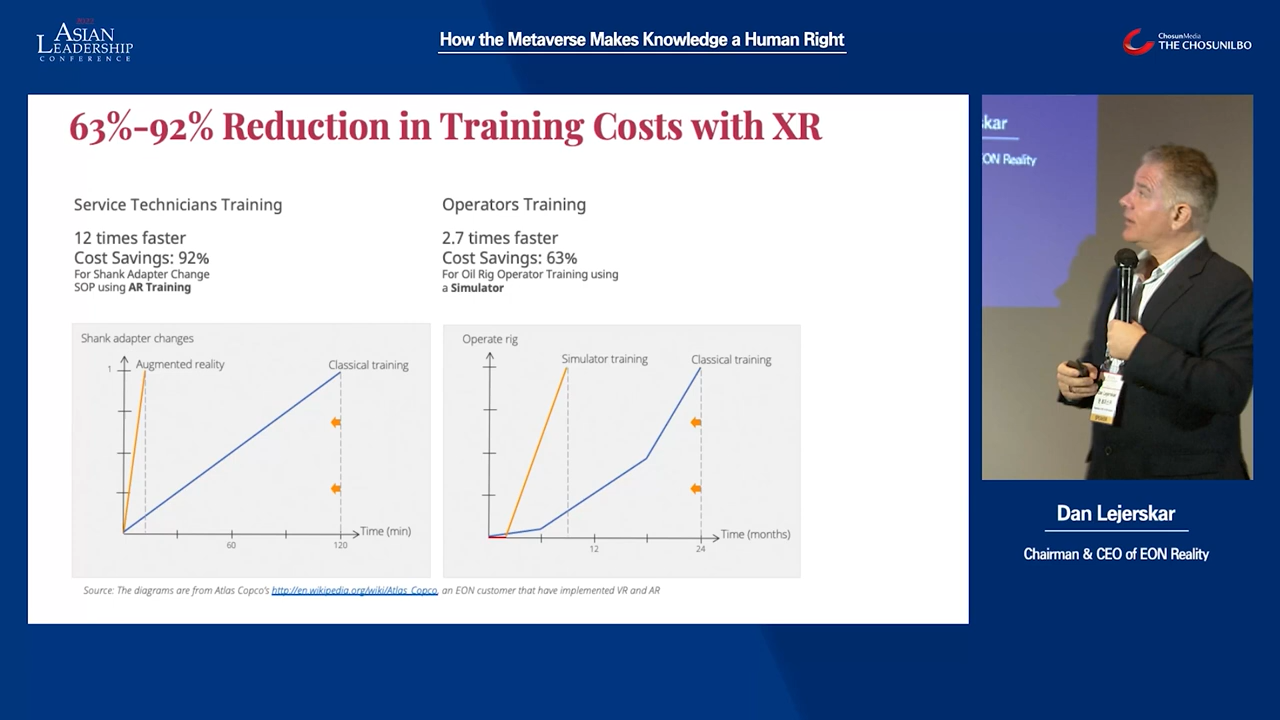 2023
ASIAN
LEADERSHIP
CONFERENCE
How the Metaverse Makes Knowledge a Human Right
ChosunMedia
THE CHOSUNILBO
63%-92% Reduction in Training Costs with XR
Service Technicians Training
12 times faster
Cost Savings: 92%
For Shank Adapter Change
SOP using AR Training
Operators Training
2.7 times faster
Cost Savings: 63%
For Oil Rig Operator Training using
a Simulator
Shank adapter changes
Augmented reality
Classical training
1
Time (min)
60
120
Operate rig
Simulator training
Classical training
Time (months)
12
24
Source: The diagrams are from Atlas Copco's http://en.wikipedia.org/wiki/Atlas_Copco, an EON customer that have implemented VR and AR
skar
EON Reality
Dan Lejerskar
Chairman & CEO of EON Reality